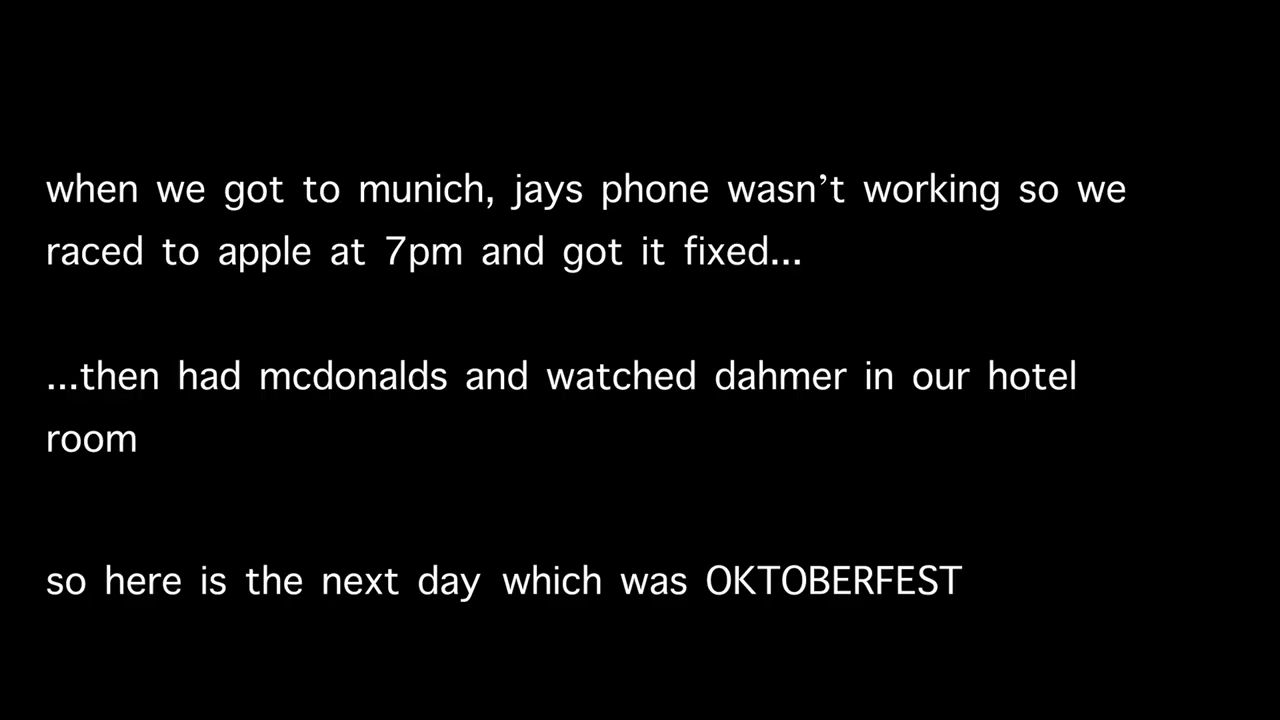 when we got to munich, jays phone wasn’t working so we
raced to apple at 7pm and got it fixed...
...then had mcdonalds and watched dahmer in our hotel
room
so here is the next day which was OKTOBERFEST